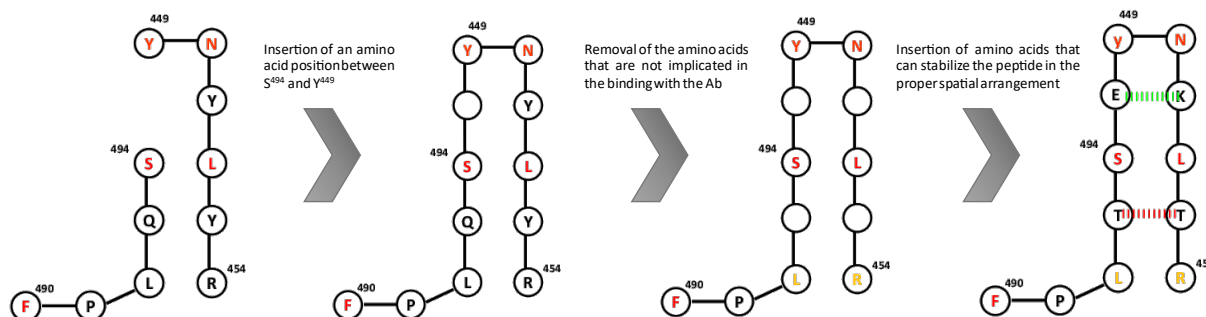 449
Y N
Y
494
S L
Q Y
454
L R
490
F P
Insertion of an amino
acid position between
S⁴⁹⁴ and Y⁴⁴⁹
449
Y N
Y
494
S L
Q Y
454
L R
490
F P
Removal of the amino acids
that are not implicated in
the binding with the Ab
449
Y N
494
S L
454
L R
490
F P
Insertion of amino acids that
can stabilize the peptide in the
proper spatial arrangement
449
y N
E K
494
S L
T T
L R
490
F P